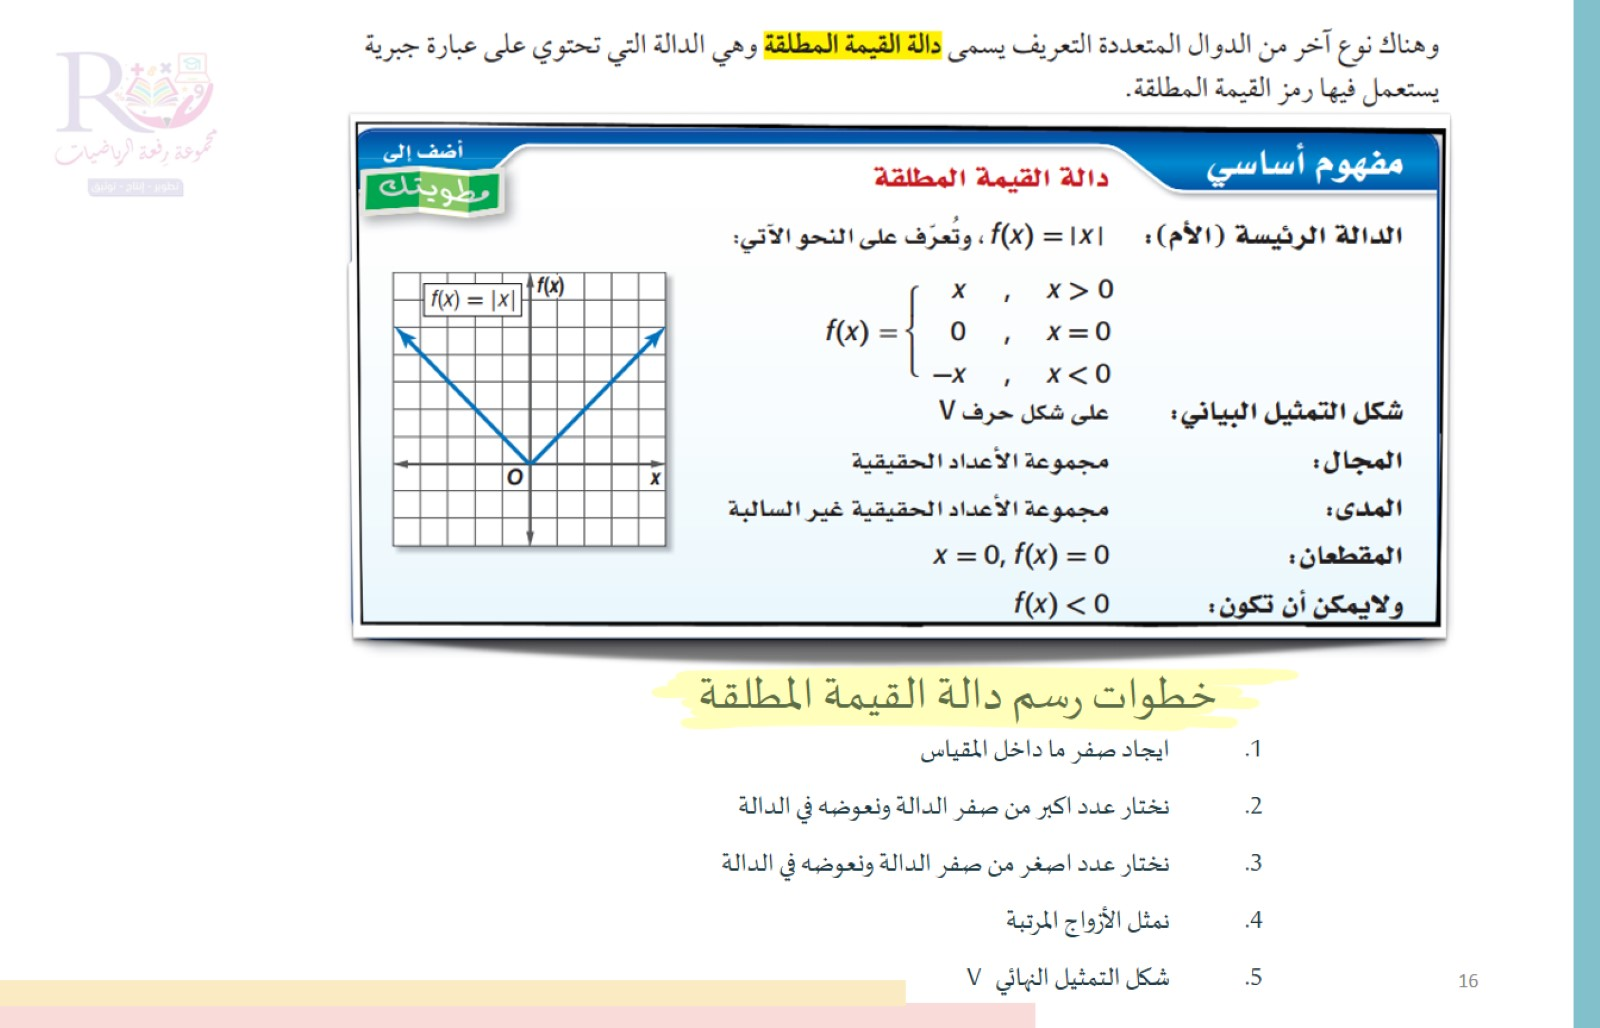 وهناك نوع آخر من الدوال المتعددة التعريف يسمى دالة القيمة المطلقة وهي الدالة التي تحتوي على عبارة جبرية
يستعمل فيها رمز القيمة المطلقة.
R
مجموعة رفعة الرياضيات
تطوير - إنتاج - توثيق
مفهوم أساسي
أضف إلى
مطويتك
دالة القيمة المطلقة
الدالة الرئيسة (الأم): f(x) = |x| ، وتُعرّف على النحو الآتي:
f(x) = { x , x > 0
0 , x = 0
−x , x < 0
f(x) = |x|
f(x)
O
x
شكل التمثيل البياني: على شكل حرف V
المجال: مجموعة الأعداد الحقيقية
المدى: مجموعة الأعداد الحقيقية غير السالبة
المقطعان: x = 0, f(x) = 0
ولايمكن أن تكون: f(x) < 0
خطوات رسم دالة القيمة المطلقة
1. ايجاد صفر ما داخل المقياس
2. نختار عدد اكبر من صفر الدالة ونعوضه في الدالة
3. نختار عدد اصغر من صفر الدالة ونعوضه في الدالة
4. نمثل الأزواج المرتبة
5. شكل التمثيل النهائي V
16